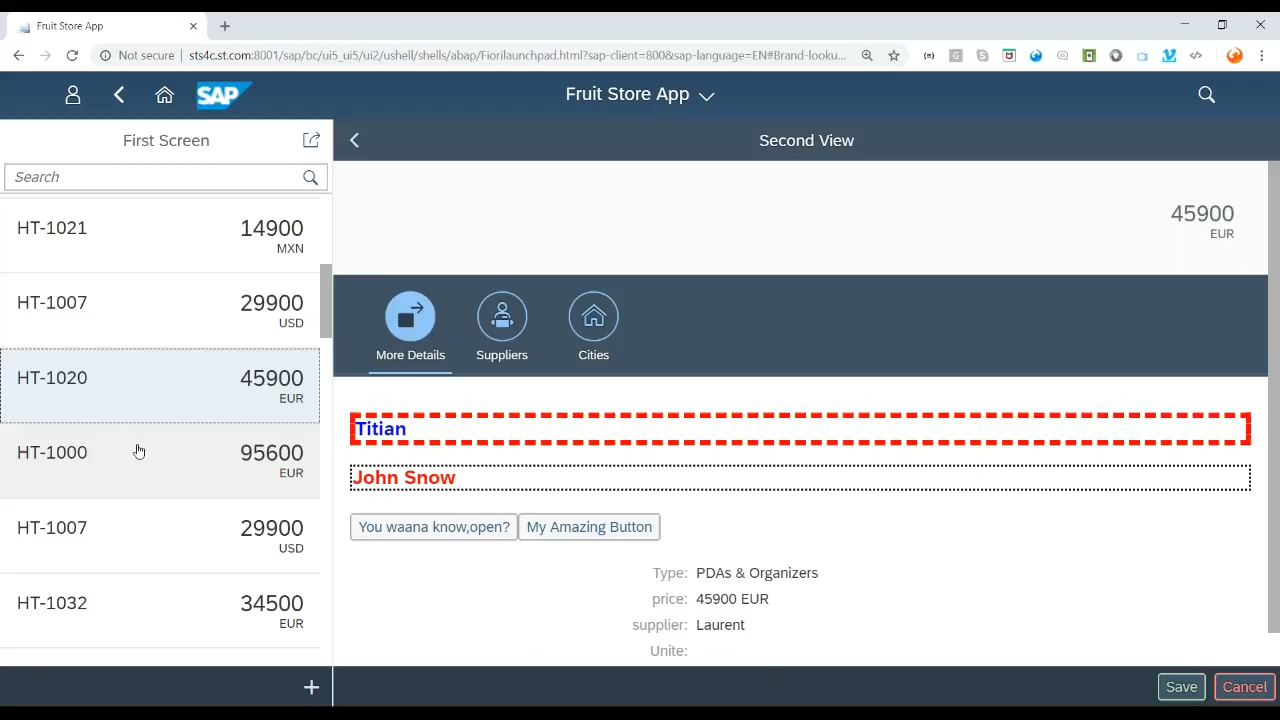 Fruit Store App
Not secure | sts4c.st.com:8001/sap/bc/ui5_ui5/ui2/ushell/shells/abap/Fiorilaunchpad.html?sap-client=800&sap-language=EN#Brand-looku...
SAP
Fruit Store App
First Screen
Second View
Search
HT-1021
14900
MXN
HT-1007
29900
USD
HT-1020
45900
EUR
HT-1000
95600
EUR
HT-1007
29900
USD
HT-1032
34500
EUR
45900
EUR
More Details
Suppliers
Cities
Titian
John Snow
You waana know,open?
My Amazing Button
Type: PDAs & Organizers
price: 45900 EUR
supplier: Laurent
Unite:
Save
Cancel